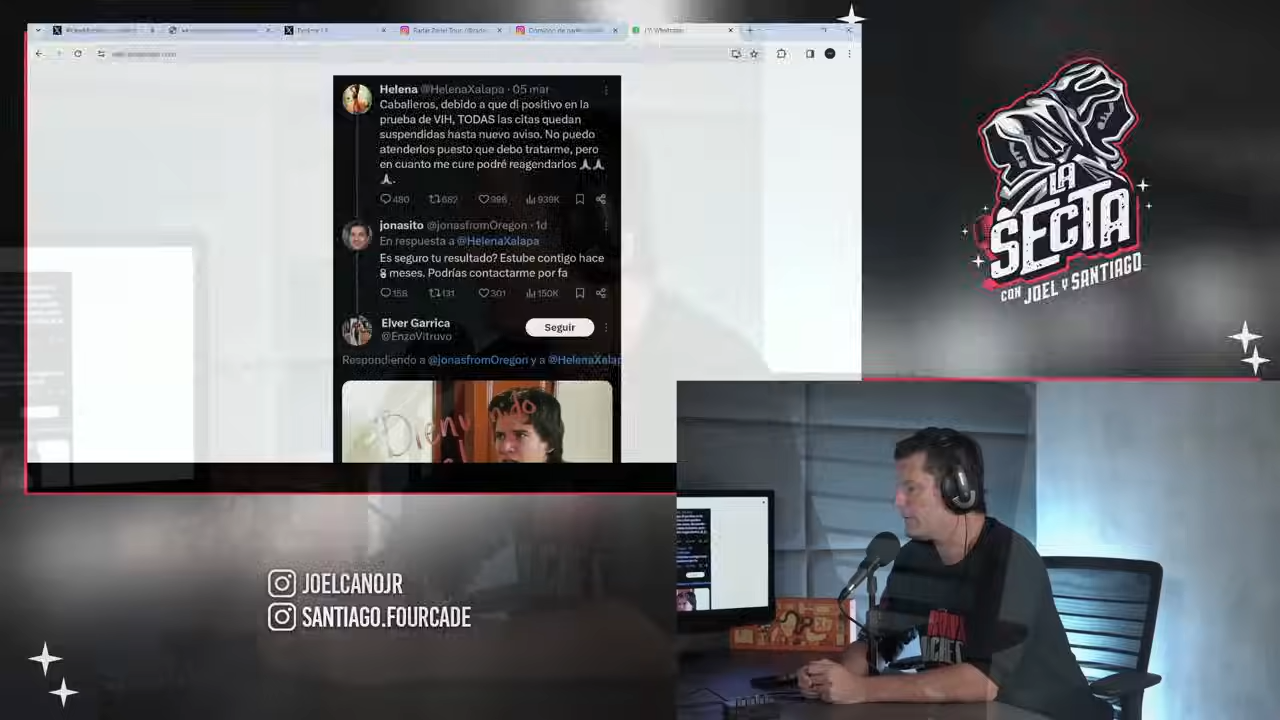 Helena @HelenaXalapa · 05 mar
Caballeros, debido a que di positivo en la
prueba de VIH, TODAS las citas quedan
suspendidas hasta nuevo aviso. No puedo
atenderlos puesto que debo tratarme, pero
en cuanto me cure podré reagendarlos 🙏🙏
🙏.
480 682 996 939K
jonasito @jonasfromOregon · 1d
En respuesta a @HelenaXalapa
Es seguro tu resultado? Estube contigo hace
8 meses. Podrías contactarme por fa
158 131 301 150K
Elver Garrica
@EnzoVitruvo
Seguir
Respondiendo a @jonasfromOregon y a @HelenaXalap
LA
SECTA
CON JOEL Y SANTIAGO
JOELCANOJR
SANTIAGO.FOURCADE